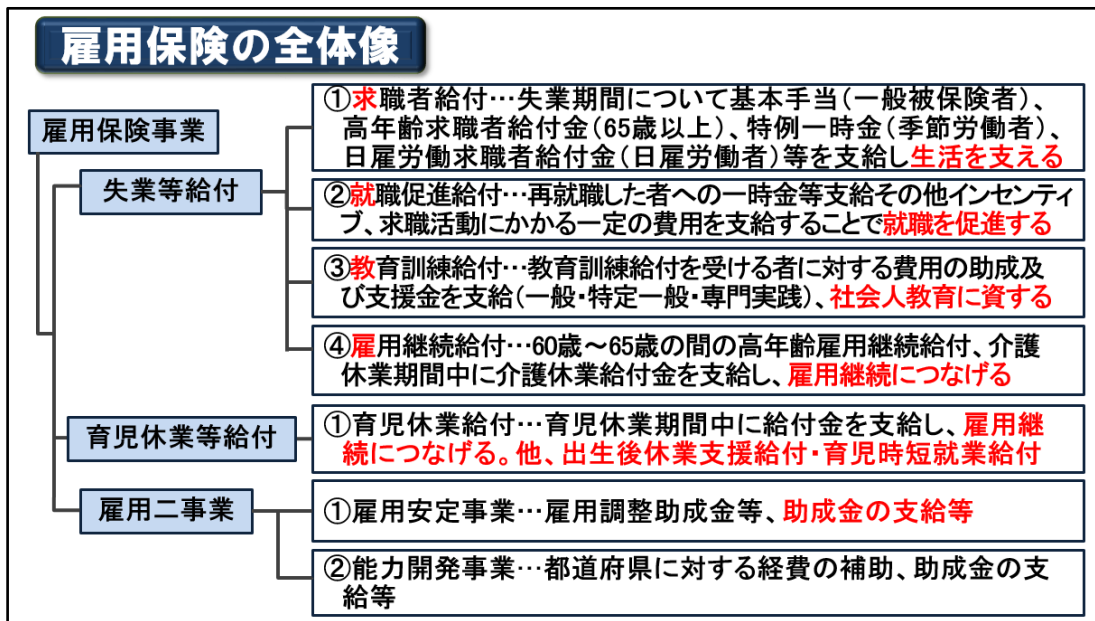 雇用保険の全体像
雇用保険事業
失業等給付
①求職者給付…失業期間について基本手当（一般被保険者）、
高年齢求職者給付金（65歳以上）、特例一時金（季節労働者）、
日雇労働求職者給付金（日雇労働者）等を支給し生活を支える
②就職促進給付…再就職した者への一時金等支給その他インセンティ
ブ、求職活動にかかる一定の費用を支給することで就職を促進する
③教育訓練給付…教育訓練給付を受ける者に対する費用の助成及
び支援金を支給（一般・特定一般・専門実践）、社会人教育に資する
④雇用継続給付…60歳～65歳の間の高年齢雇用継続給付、介護
休業期間中に介護休業給付金を支給し、雇用継続につなげる
育児休業等給付
①育児休業給付…育児休業期間中に給付金を支給し、雇用継
続につなげる。他、出生後休業支援給付・育児時短就業給付
雇用二事業
①雇用安定事業…雇用調整助成金等、助成金の支給等
②能力開発事業…都道府県に対する経費の補助、助成金の支
給等